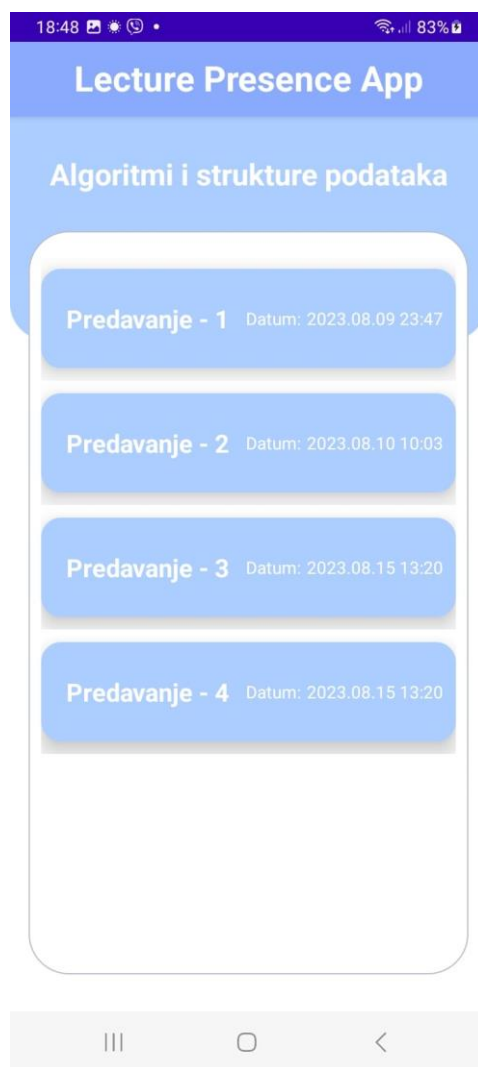 18:48
83%
Lecture Presence App
Algoritmi i strukture podataka
Predavanje - 1 Datum: 2023.08.09 23:47
Predavanje - 2 Datum: 2023.08.10 10:03
Predavanje - 3 Datum: 2023.08.15 13:20
Predavanje - 4 Datum: 2023.08.15 13:20